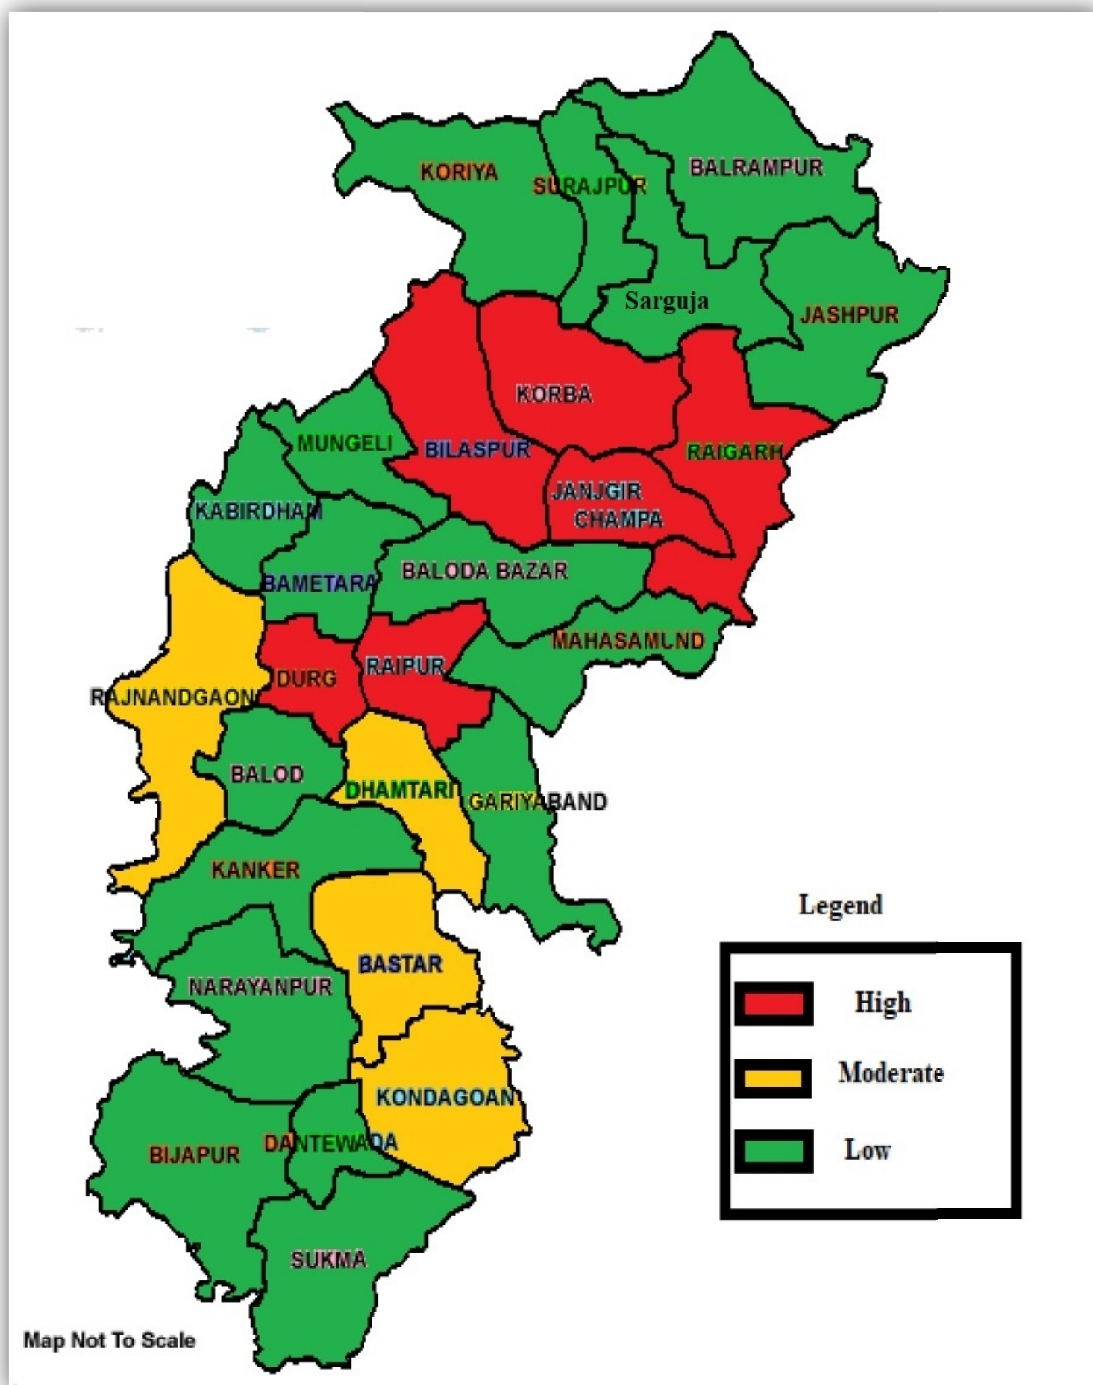 KORIYA
SURAJPUR
BALRAMPUR
Sarguja
JASHPUR
KORBA
MUNGELI
BILASPUR
RAIGARH
JANJGIR
CHAMPA
KABIRDHAM
BAMETARA
BALODA BAZAR
MAHASAMUND
DURG
RAIPUR
RAJNANDGAON
BALOD
DHAMTARI
GARIYABAND
KANKER
BASTAR
NARAYANPUR
KONDAGOAN
BIJAPUR
DANTEWADA
SUKMA
Legend
High
Moderate
Low
Map Not To Scale